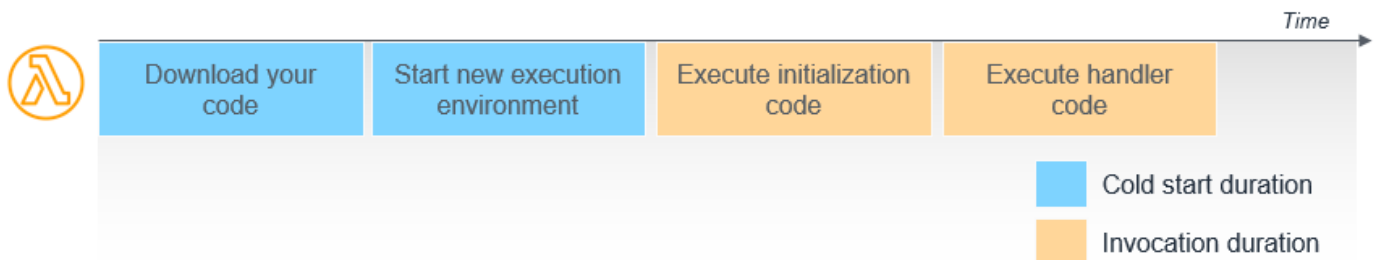 Time
Download your
code
Start new execution
environment
Execute initialization
code
Execute handler
code
Cold start duration
Invocation duration